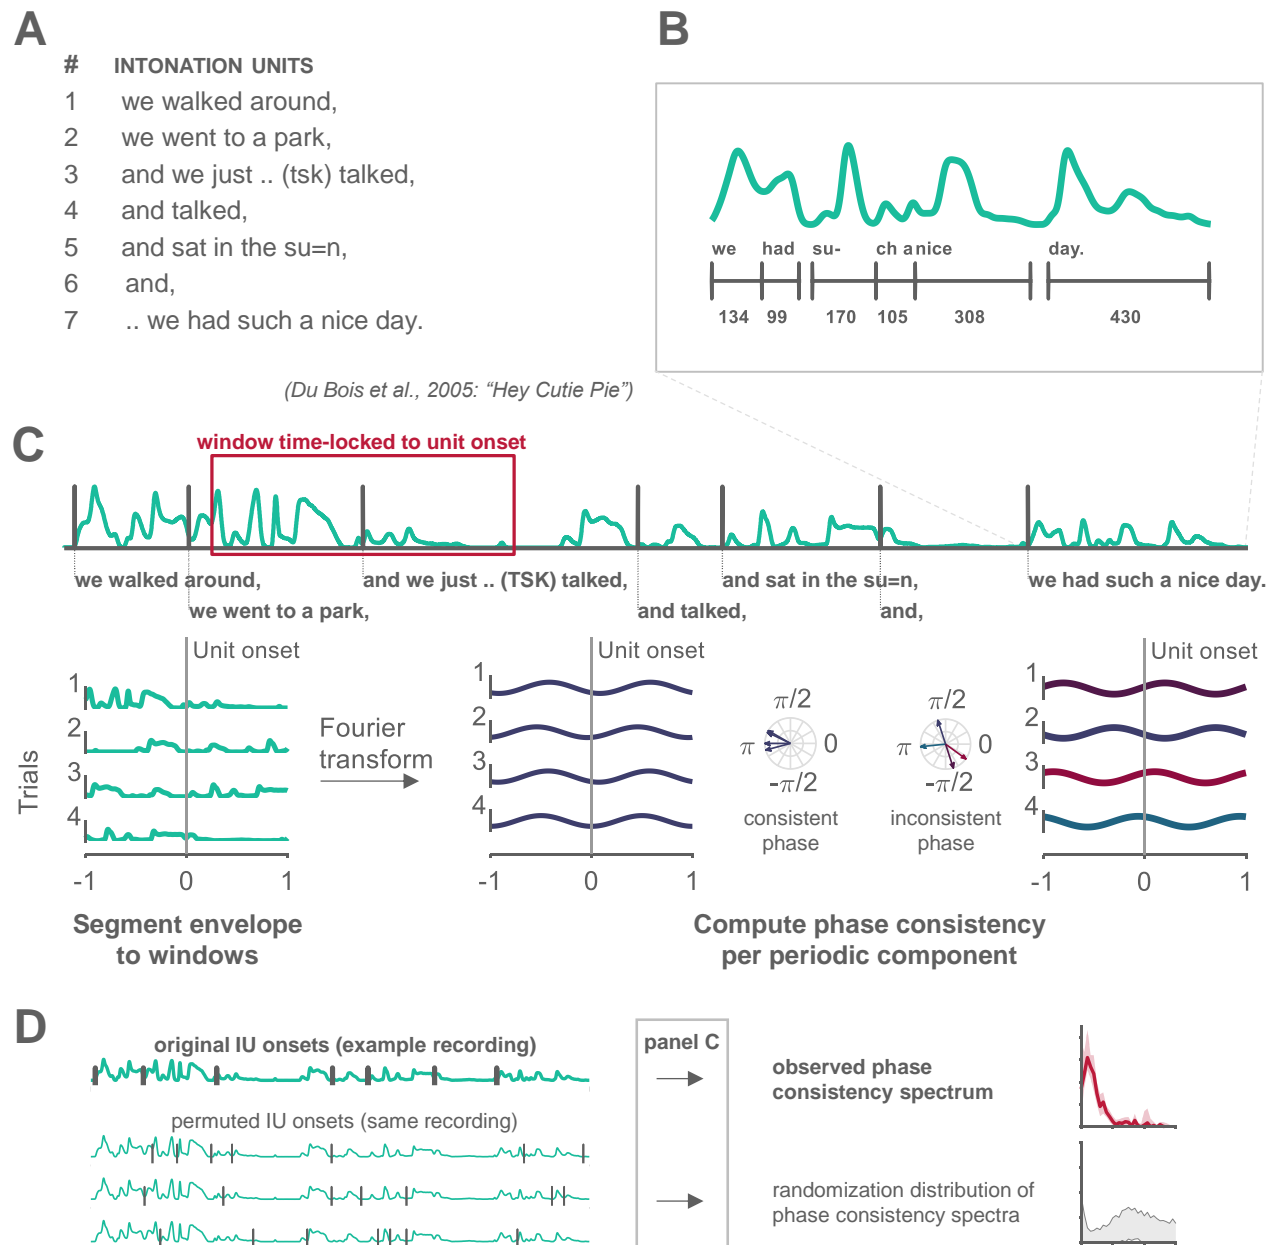 A
# INTONATION UNITS
1 we walked around,
2 we went to a park,
3 and we just .. (tsk) talked,
4 and talked,
5 and sat in the su=n,
6 and,
7 .. we had such a nice day.
(Du Bois et al., 2005: “Hey Cutie Pie”)
B
we had su- ch a nice day.
134 99 170 105 308 430
C
window time-locked to unit onset
we walked around, and we just .. (TSK) talked, and sat in the su=n, we had such a nice day.
we went to a park, and talked, and,
Unit onset Unit onset Unit onset
Trials
1
2
3
4
-1 0 1
Segment envelope
to windows
Fourier
transform
1
2
3
4
-1 0 1
π/2
π 0
-π/2
consistent
phase
π/2
π 0
-π/2
inconsistent
phase
1
2
3
4
-1 0 1
Compute phase consistency
per periodic component
D
original IU onsets (example recording)
panel C
observed phase
consistency spectrum
permuted IU onsets (same recording)
randomization distribution of
phase consistency spectra